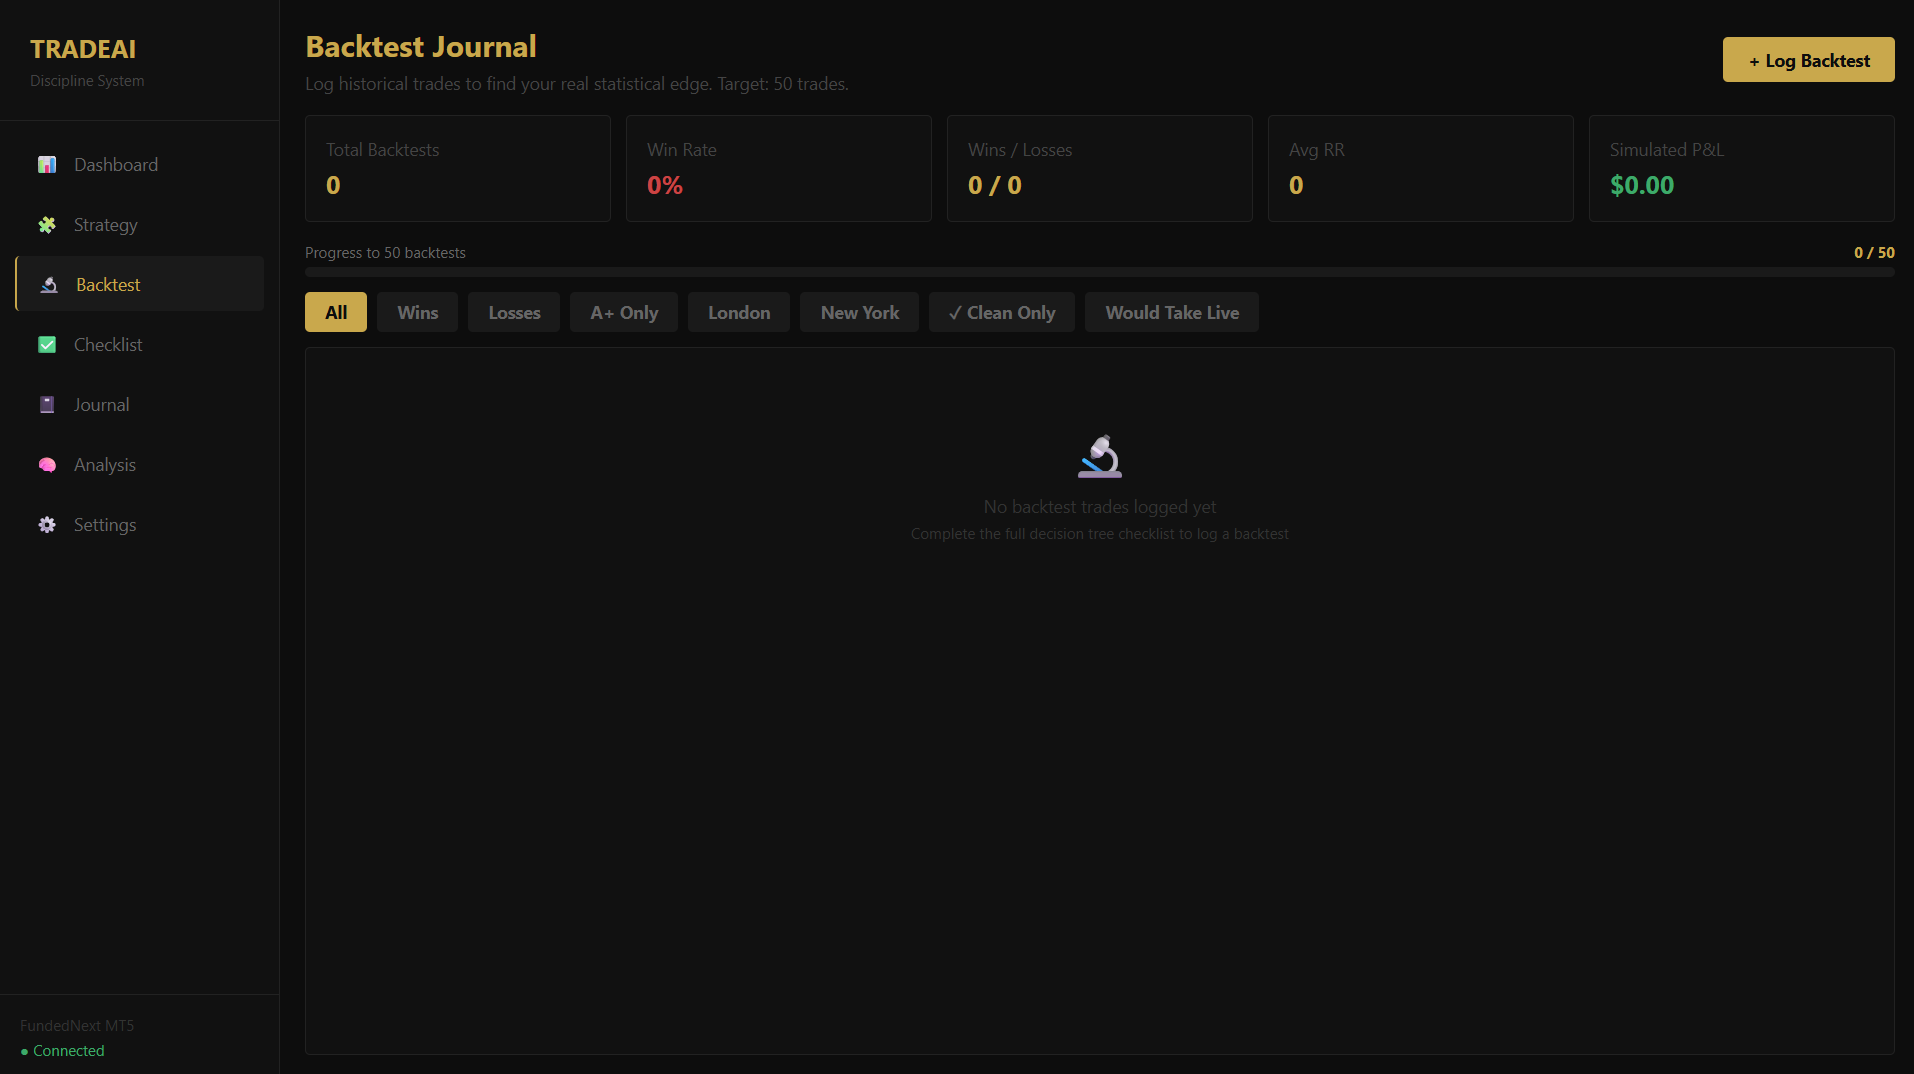 TRADEAI
Discipline System
Dashboard
Strategy
Backtest
Checklist
Journal
Analysis
Settings
FundedNext MT5
● Connected
Backtest Journal
Log historical trades to find your real statistical edge. Target: 50 trades.
+ Log Backtest
Total Backtests
0
Win Rate
0%
Wins / Losses
0 / 0
Avg RR
0
Simulated P&L
$0.00
Progress to 50 backtests
0 / 50
All
Wins
Losses
A+ Only
London
New York
✓ Clean Only
Would Take Live
No backtest trades logged yet
Complete the full decision tree checklist to log a backtest